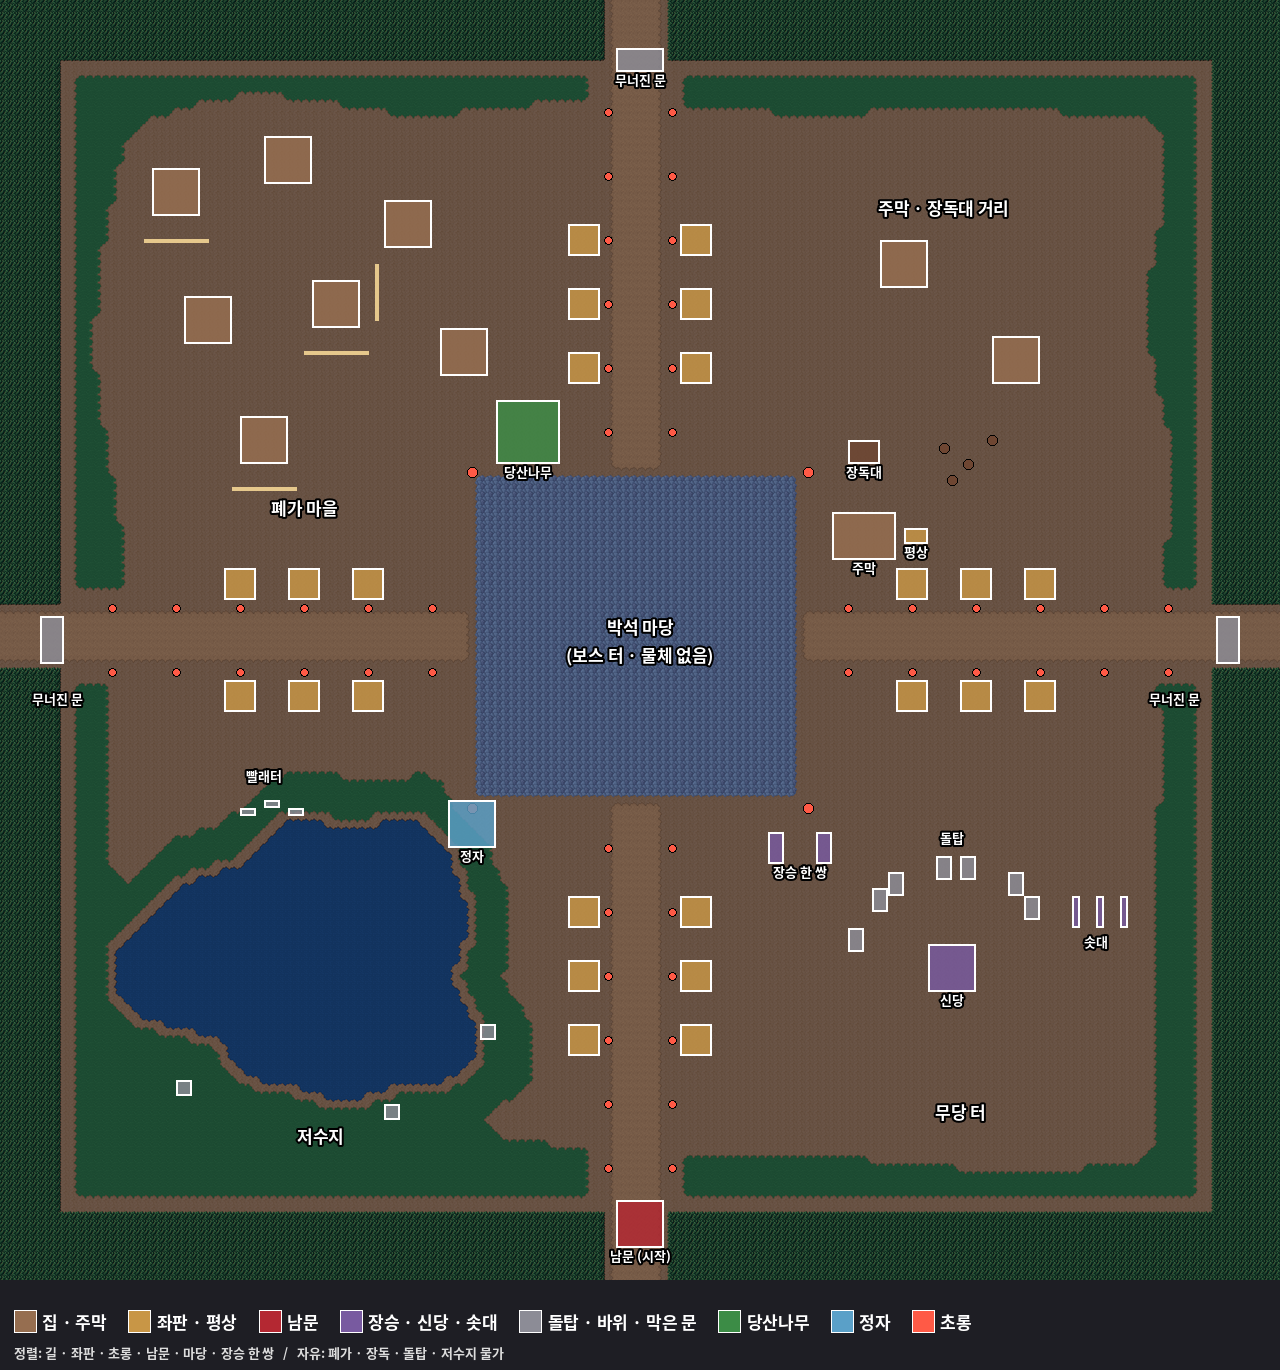 무너진 문
주막 · 장독대 거리
당산나무
장독대
폐가 마을
평상
주막
박석 마당
(보스 터 · 물체 없음)
무너진 문
무너진 문
빨래터
정자
장승 한 쌍
돌탑
솟대
신당
무당 터
저수지
남문 (시작)
집 · 주막
좌판 · 평상
남문
장승 · 신당 · 솟대
돌탑 · 바위 · 막은 문
당산나무
정자
초롱
정렬: 길 · 좌판 · 초롱 · 남문 · 마당 · 장승 한 쌍 / 자유: 폐가 · 장독 · 돌탑 · 저수지 물가